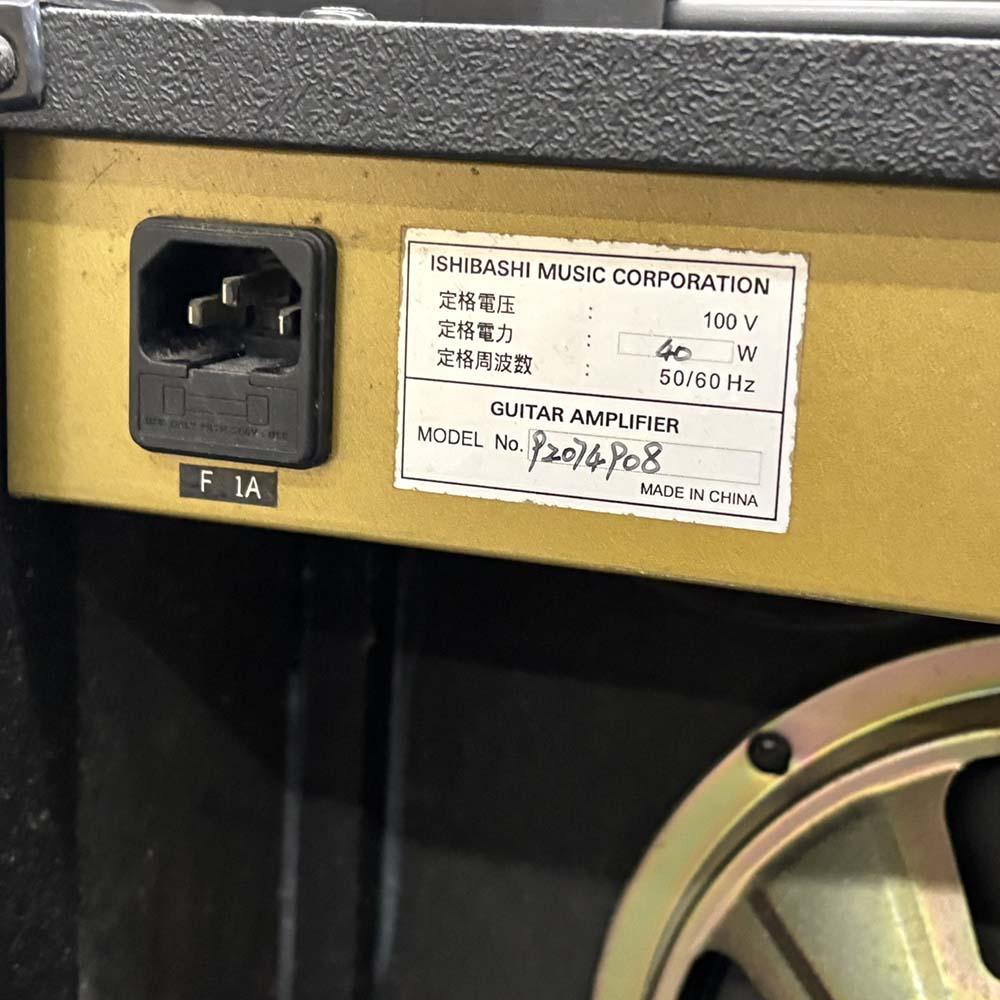 ISHIBASHI MUSIC CORPORATION
定格電圧 : 100 V
定格電力 : 40 W
定格周波数 : 50/60 Hz
GUITAR AMPLIFIER
MODEL No. P2074P08
MADE IN CHINA
F 1A